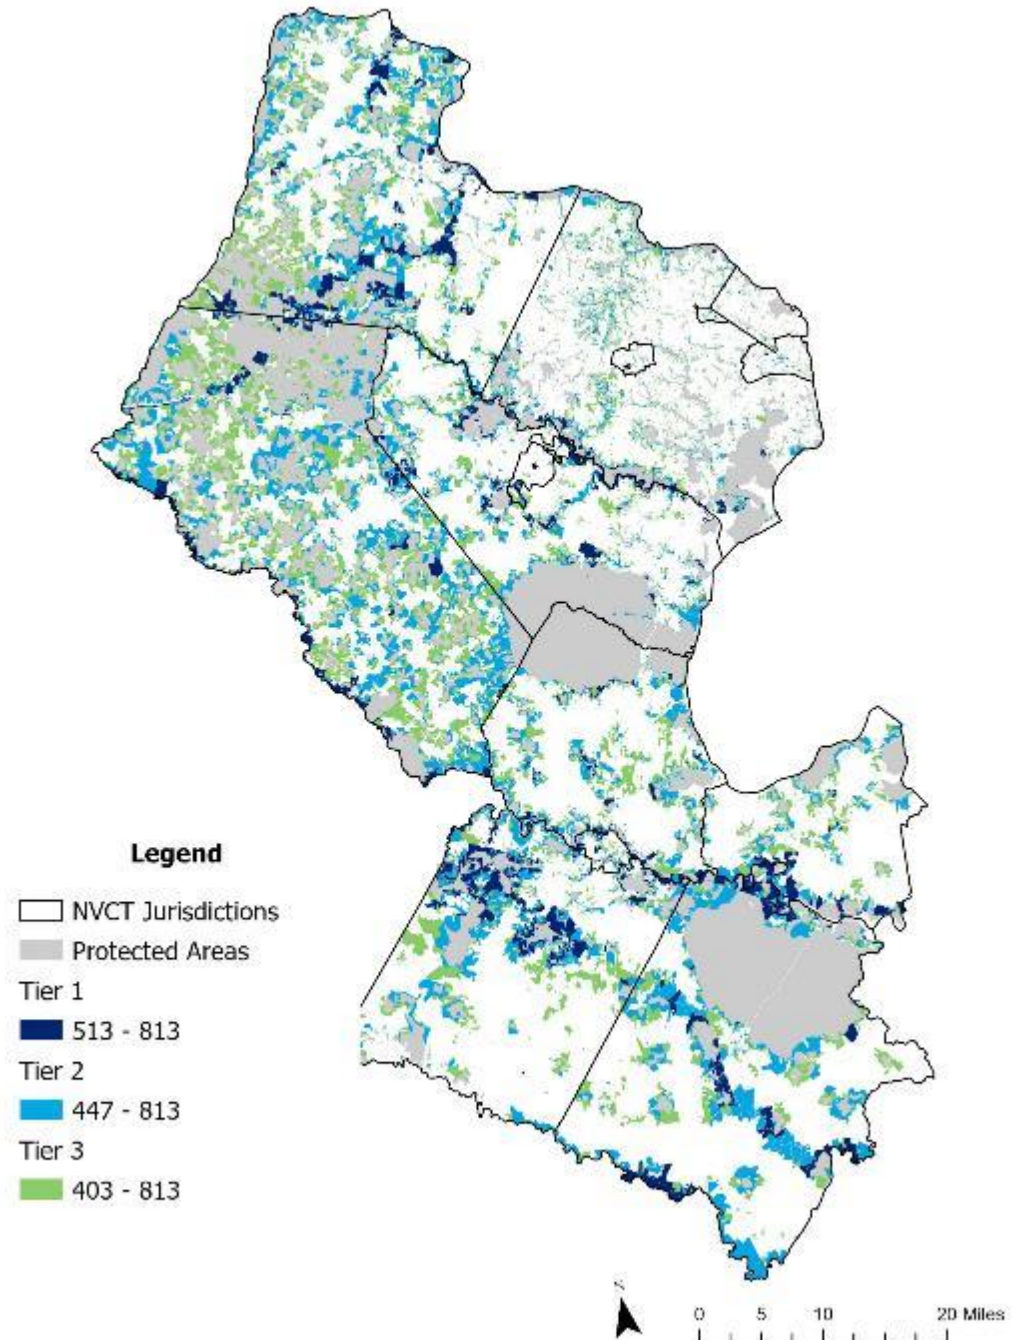 Legend
NVCT Jurisdictions
Protected Areas
Tier 1
513 - 813
Tier 2
447 - 813
Tier 3
403 - 813
0 5 10 20 Miles